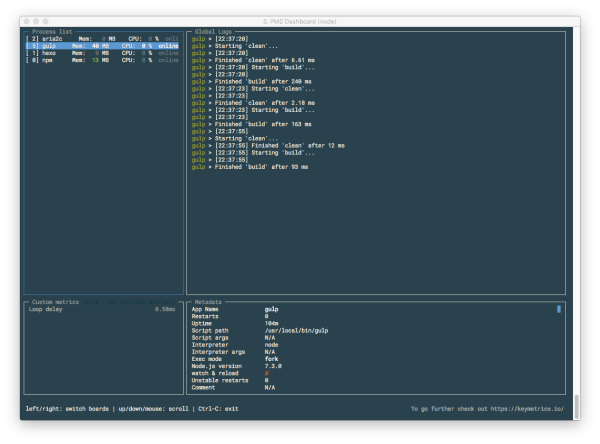 3. PM2 Dashboard (node)
Process list
[ 2] aria2c Mem: 0 MB CPU: 0 % onli
[ 5] gulp Mem: 40 MB CPU: 0 % online
[ 1] hexo Mem: 0 MB CPU: 0 % online
[ 0] npm Mem: 13 MB CPU: 0 % online
Global Logs
gulp > [22:37:20]
gulp > Starting 'clean'...
gulp > [22:37:20]
gulp > Finished 'clean' after 6.61 ms
gulp > [22:37:20] Starting 'build'...
gulp > [22:37:20]
gulp > Finished 'build' after 240 ms
gulp > [22:37:23] Starting 'clean'...
gulp > [22:37:23]
gulp > Finished 'clean' after 2.18 ms
gulp > [22:37:23] Starting 'build'...
gulp > [22:37:23]
gulp > Finished 'build' after 163 ms
gulp > [22:37:55]
gulp > Starting 'clean'...
gulp > [22:37:55] Finished 'clean' after 12 ms
gulp > [22:37:55] Starting 'build'...
gulp > [22:37:55]
gulp > Finished 'build' after 93 ms
Custom metrics
Loop delay 0.58ms
Metadata
App Name gulp
Restarts 0
Uptime 104m
Script path /usr/local/bin/gulp
Script args N/A
Interpreter node
Interpreter args N/A
Exec mode fork
Node.js version 7.3.0
watch & reload ✘
Unstable restarts 0
Comment N/A
left/right: switch boards | up/down/mouse: scroll | Ctrl-C: exit
To go further check out https://keymetrics.io/